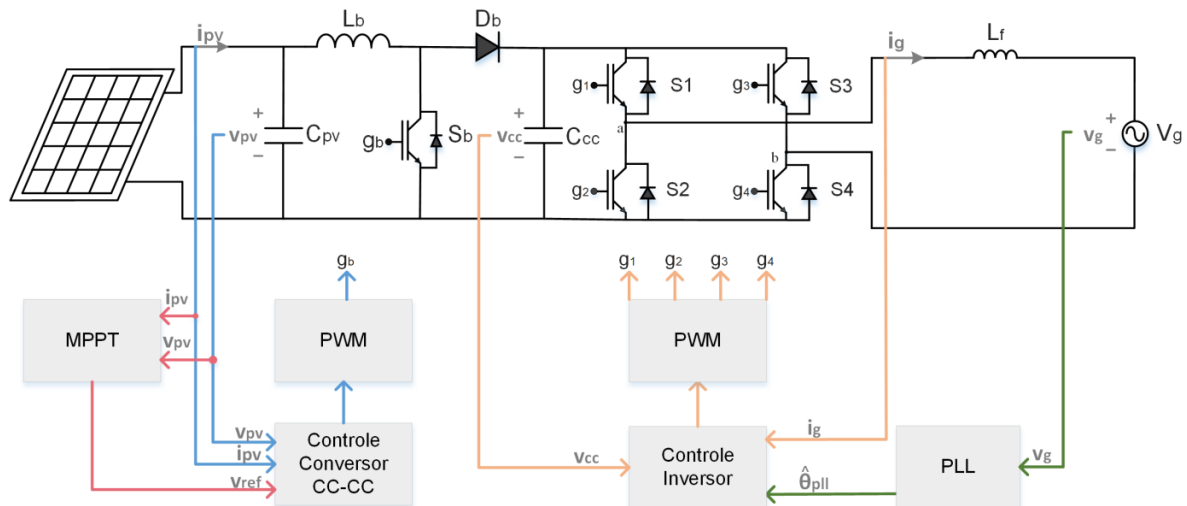 ipv
Lb
Db
ig
Lf
+
vpv
−
Cpv
gb
Sb
+
vcc
−
Ccc
g1
S1
g3
S3
a
b
g2
S2
g4
S4
+
vg
−
Vg
gb
g1 g2 g3 g4
ipv
vpv
MPPT
PWM
PWM
vpv
ipv
vref
Controle
Conversor
CC-CC
vcc
Controle
Inversor
ig
θ̂pll
PLL
vg